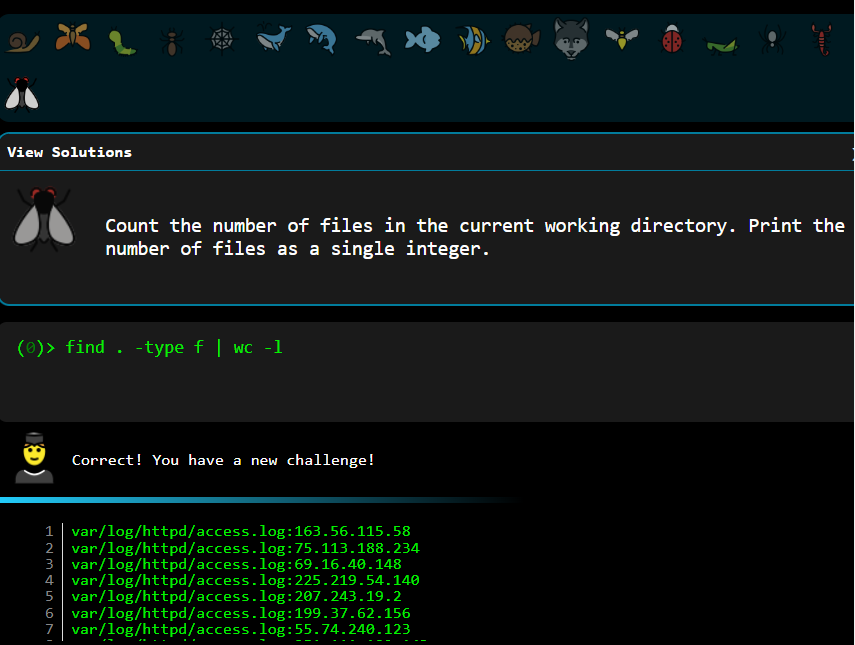 View Solutions
Count the number of files in the current working directory. Print the
number of files as a single integer.
(0)> find . -type f | wc -l
Correct! You have a new challenge!
1 var/log/httpd/access.log:163.56.115.58
2 var/log/httpd/access.log:75.113.188.234
3 var/log/httpd/access.log:69.16.40.148
4 var/log/httpd/access.log:225.219.54.140
5 var/log/httpd/access.log:207.243.19.2
6 var/log/httpd/access.log:199.37.62.156
7 var/log/httpd/access.log:55.74.240.123